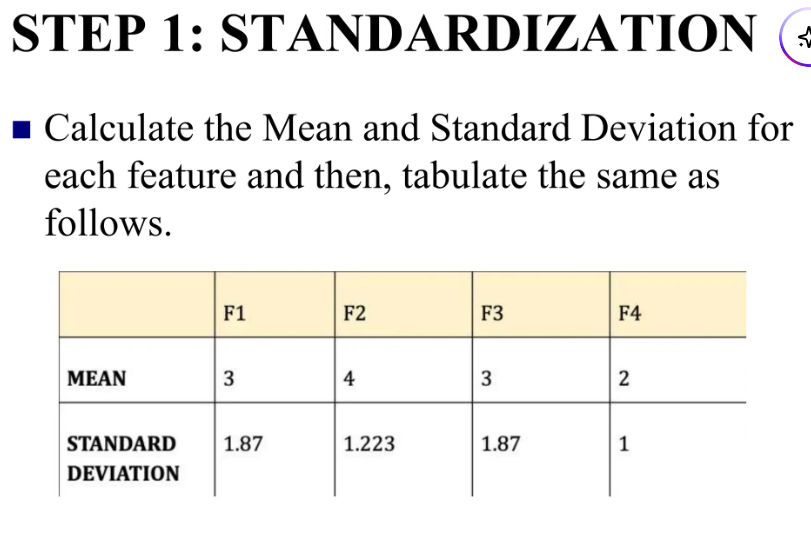 STEP 1: STANDARDIZATION
■ Calculate the Mean and Standard Deviation for
each feature and then, tabulate the same as
follows.
F1 F2 F3 F4
MEAN 3 4 3 2
STANDARD 1.87 1.223 1.87 1
DEVIATION